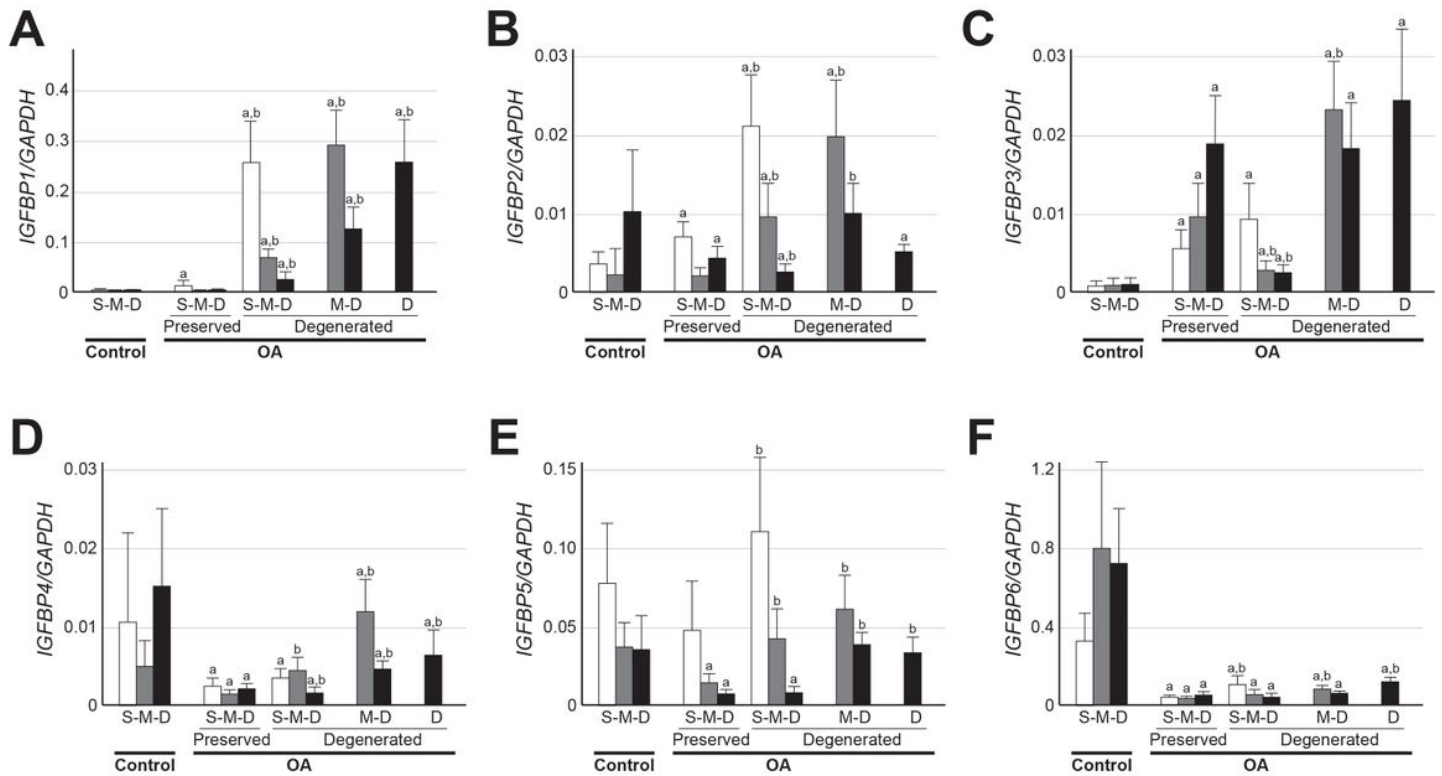 A
IGFBP1/GAPDH
0.4
0.3
0.2
0.1
0
a
a,b
a,b
a,b
a,b
a,b
a,b
S-M-D
S-M-D
S-M-D
M-D
D
Preserved
Degenerated
Control
OA
B
IGFBP2/GAPDH
0.03
0.02
0.01
0
a
a
a,b
a,b
a,b
a,b
b
a
S-M-D
S-M-D
S-M-D
M-D
D
Preserved
Degenerated
Control
OA
C
IGFBP3/GAPDH
0.03
0.02
0.01
0
a
a
a
a
a,b
a,b
a,b
a
a
S-M-D
S-M-D
S-M-D
M-D
D
Preserved
Degenerated
Control
OA
D
IGFBP4/GAPDH
0.03
0.02
0.01
0
a
a
a
a
b
a,b
a,b
a,b
a,b
S-M-D
S-M-D
S-M-D
M-D
D
Preserved
Degenerated
Control
OA
E
IGFBP5/GAPDH
0.15
0.10
0.05
0
a
a
b
b
a
b
b
b
S-M-D
S-M-D
S-M-D
M-D
D
Preserved
Degenerated
Control
OA
F
IGFBP6/GAPDH
1.2
0.8
0.4
0
a
a
a
a,b
a
a
a,b
a
a,b
S-M-D
S-M-D
S-M-D
M-D
D
Preserved
Degenerated
Control
OA